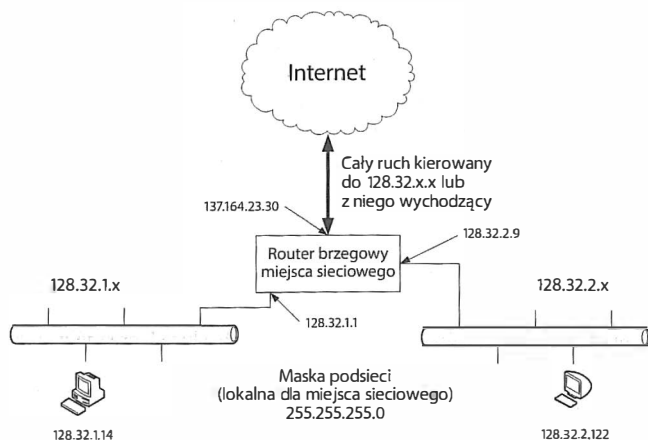 Internet
Cały ruch kierowany
do 128.32.x.x lub
z niego wychodzący
137.164.23.30
128.32.2.9
Router brzegowy
miejsca sieciowego
128.32.1.x
128.32.2.x
128.32.1.1
Maska podsieci
(lokalna dla miejsca sieciowego)
255.255.255.0
128.32.1.14
128.32.2,122